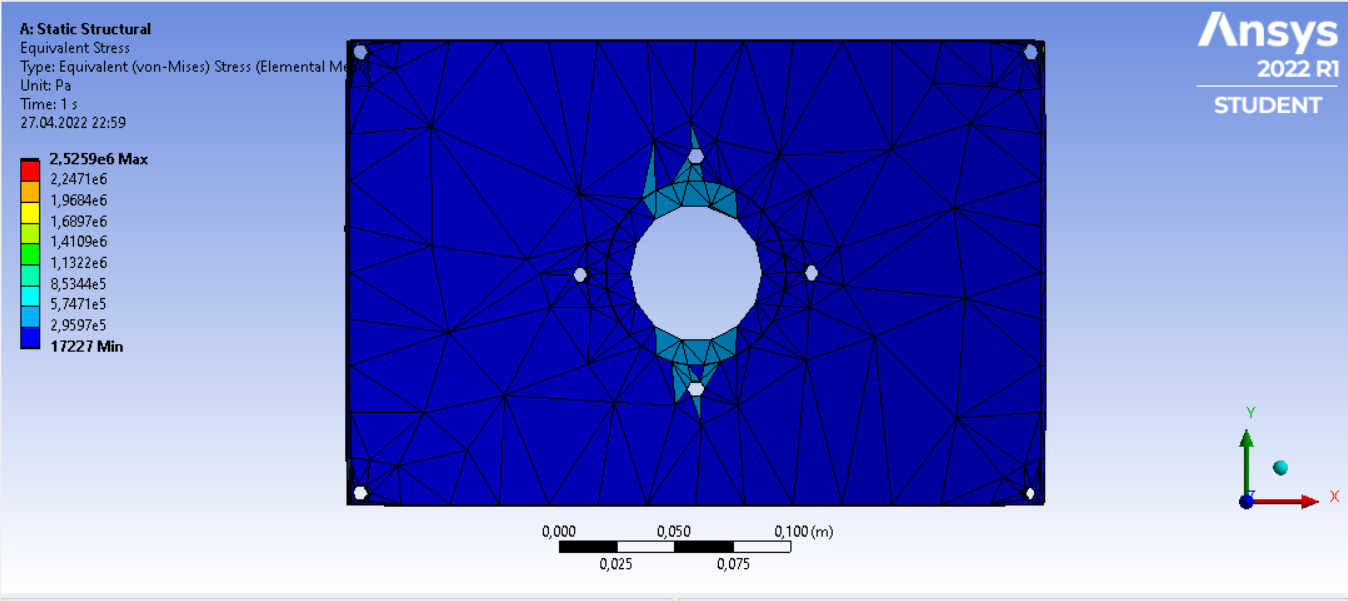 A: Static Structural
Equivalent Stress
Type: Equivalent (von-Mises) Stress (Elemental
Unit: Pa
Time: 1 s
27.04.2022 22:59
2,5259e6 Max
2,2471e6
1,9684e6
1,6897e6
1,4109e6
1,1322e6
8,5344e5
5,7471e5
2,9597e5
17227 Min
Ansys
2022 R1
STUDENT
0,000 0,050 0,100 (m)
0,025 0,075
Y
X
Z